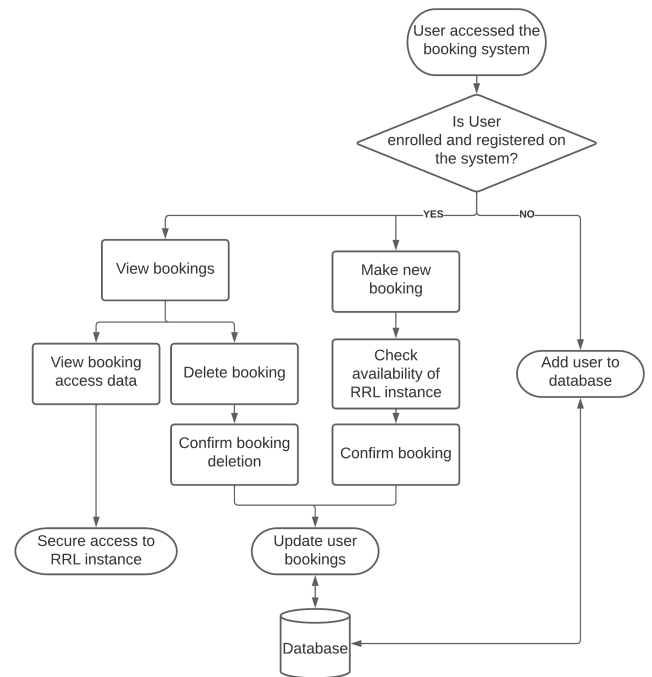 User accessed the
booking system
Is User
enrolled and registered on
the system?
YES
NO
View bookings
Make new
booking
View booking
access data
Delete booking
Check
availability of
RRL instance
Add user to
database
Confirm booking
deletion
Confirm booking
Secure access to
RRL instance
Update user
bookings
Database